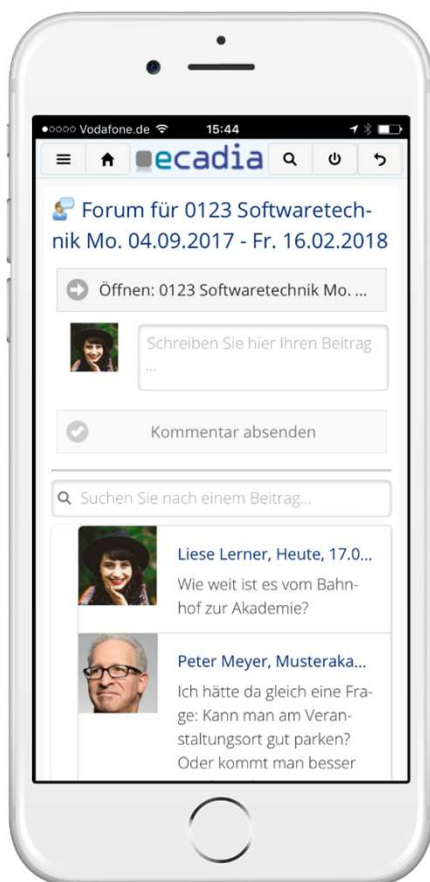 Vodafone.de 15:44
ecadia
Forum für 0123 Softwaretech-
nik Mo. 04.09.2017 - Fr. 16.02.2018
Öffnen: 0123 Softwaretechnik Mo. ...
Schreiben Sie hier Ihren Beitrag
...
Kommentar absenden
Suchen Sie nach einem Beitrag...
Liese Lerner, Heute, 17.0...
Wie weit ist es vom Bahn-
hof zur Akademie?
Peter Meyer, Musteraka...
Ich hätte da gleich eine Fra-
ge: Kann man am Veran-
staltungsort gut parken?
Oder kommt man besser